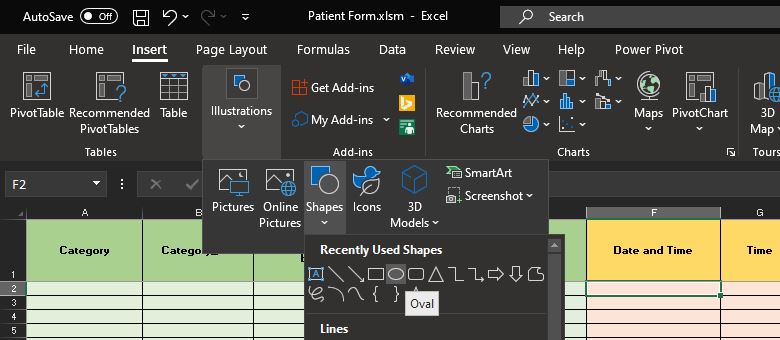 AutoSave Off Patient Form.xlsm - Excel Search
File Home Insert Page Layout Formulas Data Review View Help Power Pivot
PivotTable Recommended PivotTables Table Illustrations Get Add-ins My Add-ins Recommended Charts Maps PivotChart 3D Map
Tables Add-ins Charts Tours
Pictures Online Pictures Shapes Icons 3D Models SmartArt Screenshot
F2
A B F G
Recently Used Shapes
1 Category Date and Time Time
Oval
2
3
4
5
Lines